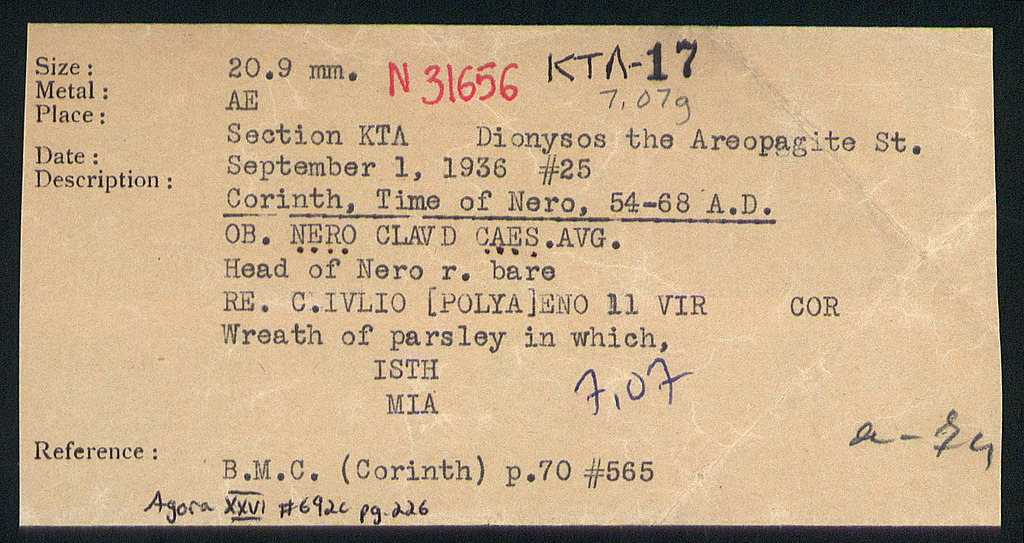 Size: 20.9 mm. N 31656 KTA-17
Metal: AE 7,07g
Place: Section KTA Dionysos the Areopagite St.
Date: September 1, 1936 #25
Description: Corinth, Time of Nero, 54-68 A.D.
OB. NERO CLAVD CAES.AVG.
Head of Nero r. bare
RE. C.IVLIO [POLYA]ENO 11 VIR COR
Wreath of parsley in which,
ISTH
MIA
7,07
Reference: B.M.C. (Corinth) p.70 #565
Agora XXVI #692c pg.226